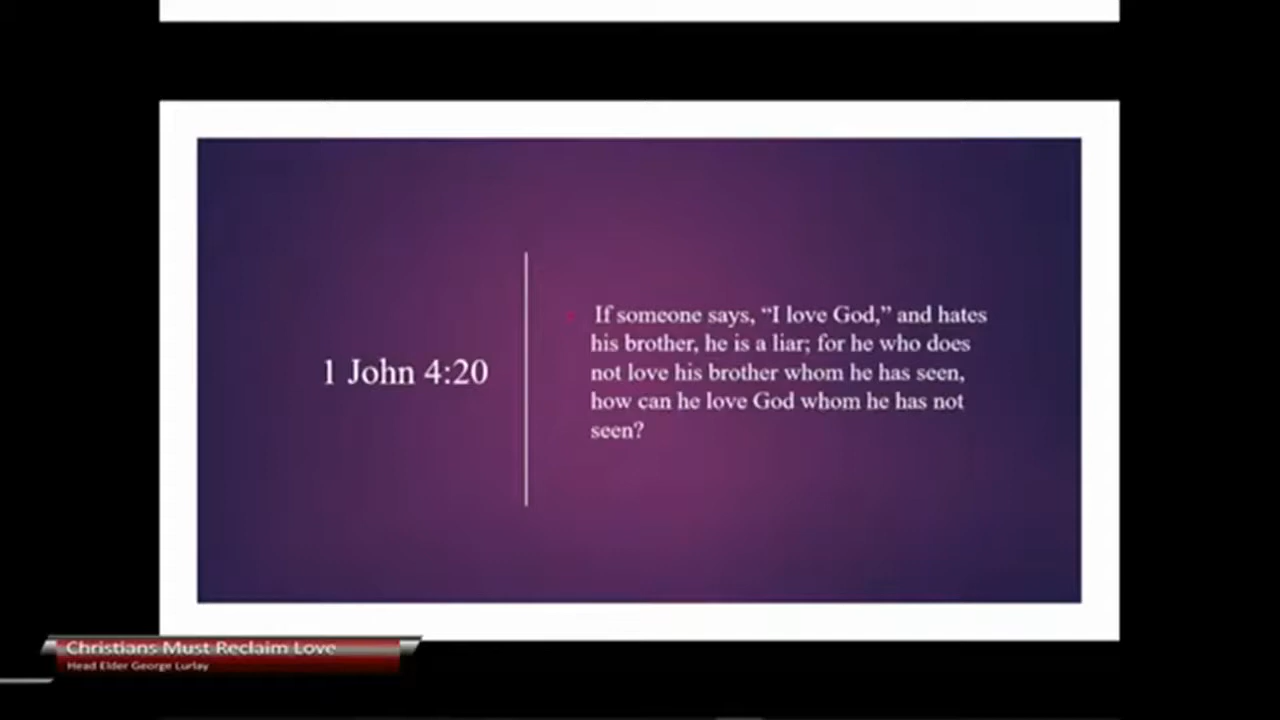 1 John 4:20
If someone says, “I love God,” and hates
his brother, he is a liar; for he who does
not love his brother whom he has seen,
how can he love God whom he has not
seen?
Christians Must Reclaim Love
Head Elder George Lurlay